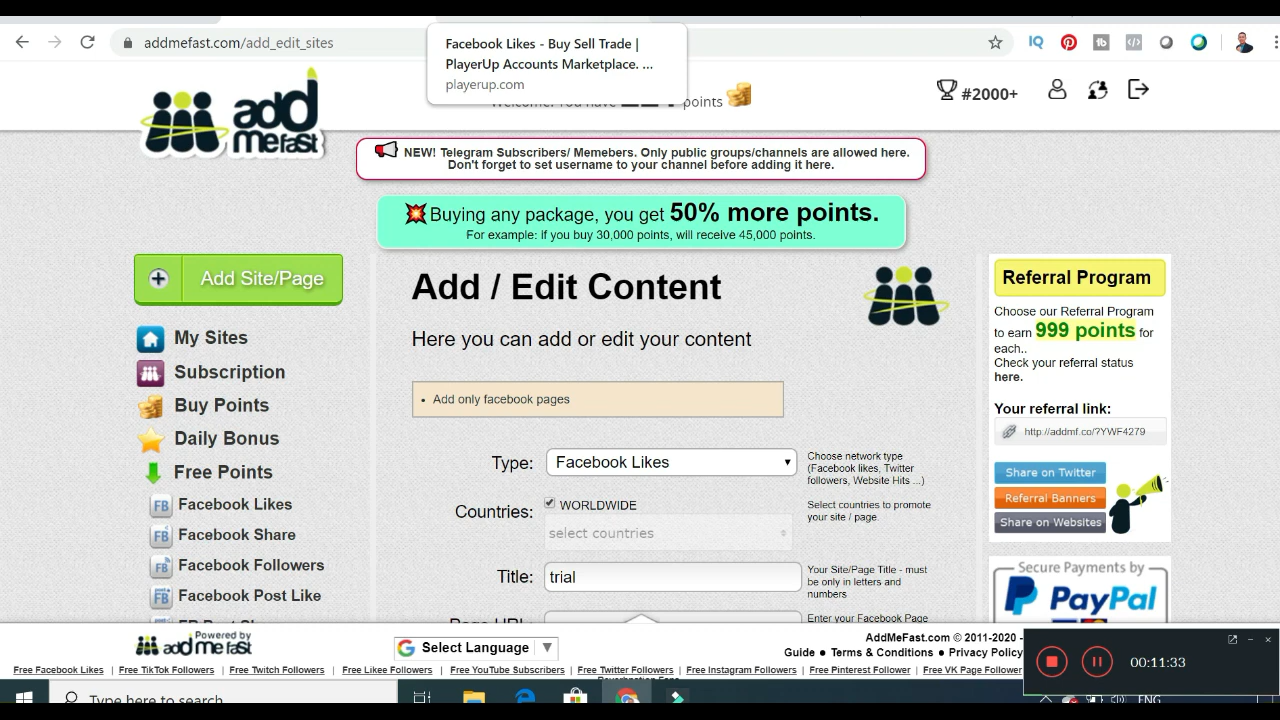 addmefast.com/add_edit_sites
Facebook Likes - Buy Sell Trade |
PlayerUp Accounts Marketplace. ...
playerup.com
points
#2000+
add
me fast
NEW! Telegram Subscribers/ Memebers. Only public groups/channels are allowed here.
Don't forget to set username to your channel before adding it here.
Buying any package, you get 50% more points.
For example: if you buy 30,000 points, will receive 45,000 points.
Add Site/Page
My Sites
Subscription
Buy Points
Daily Bonus
Free Points
FB Facebook Likes
FB Facebook Share
FB Facebook Followers
Facebook Post Like
Add / Edit Content
Here you can add or edit your content
• Add only facebook pages
Type:
Facebook Likes
Choose network type
(Facebook likes, Twitter
followers, Website Hits ...)
Countries:
WORLDWIDE
select countries
Select countries to promote
your site / page.
Title:
trial
Your Site/Page Title - must
be only in letters and
numbers
Enter your Facebook Page
Referral Program
Choose our Referral Program
to earn 999 points for
each..
Check your referral status
here.
Your referral link:
http://addmf.co/?YWF4279
Share on Twitter
Referral Banners
Share on Websites
Secure Payments by
PayPal
Powered by
add me fast
Select Language
AddMeFast.com © 2011-2020 -
Guide • Terms & Conditions • Privacy Policy
Free Facebook Likes | Free TikTok Followers | Free Twitch Followers | Free Likee Followers | Free YouTube Subscribers | Free Twitter Followers | Free Instagram Followers | Free Pinterest Follower | Free VK Page Follower
00:11:33
Type here to search
ENG